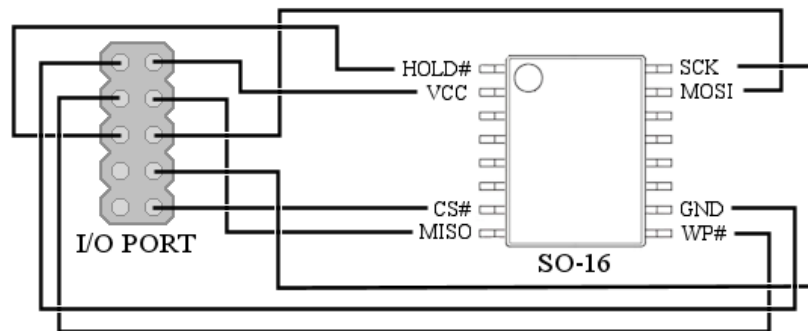 HOLD#
VCC
CS#
MISO
SCK
MOSI
GND
WP#
I/O PORT
SO-16